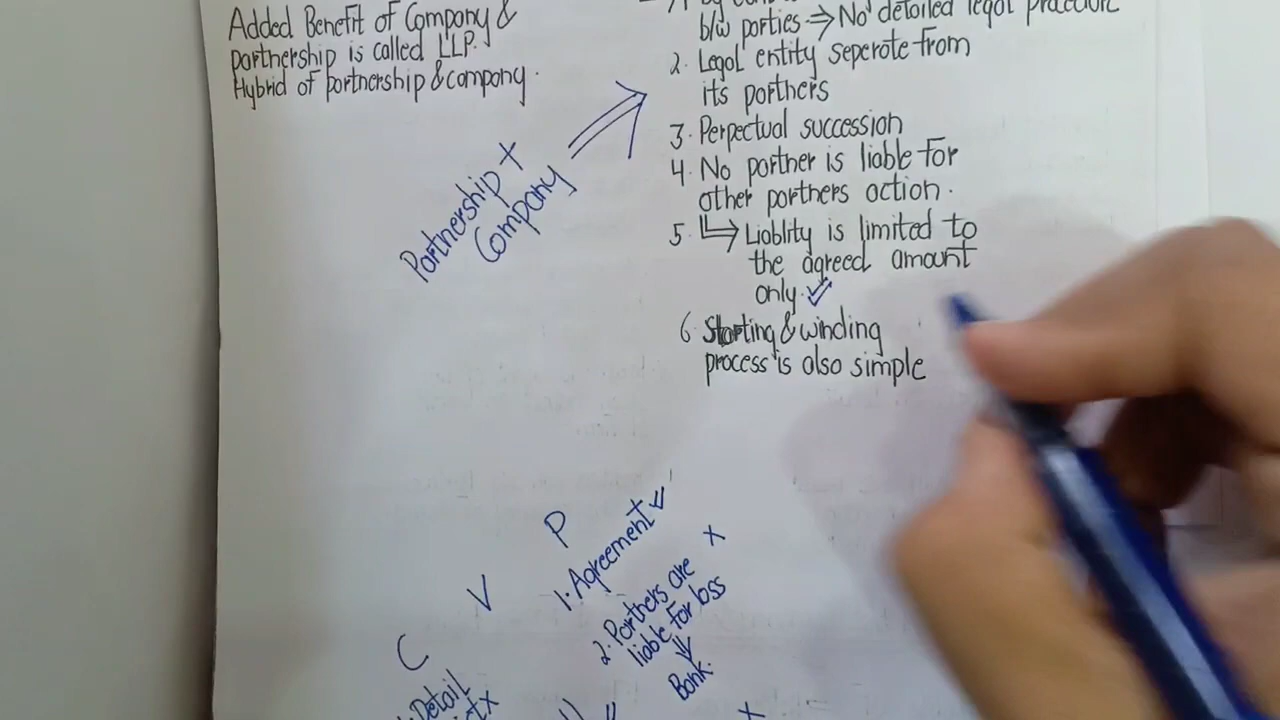 Added Benefit of Company &
partnership is called LLP.
Hybrid of partnership & company.
Partnership +
Company
b/w parties ⇒ No detailed legal
2. Legal entity seperate from
its partners
3. Perpectual succession
4. No partner is liable for
other partners action.
5. ↳ Liablity is limited to
the agreed amount
only.
6 Starting & winding
process is also simple
P
1. Agreement
V
2. Partners are
liable for loss
Bank.
C
Detail